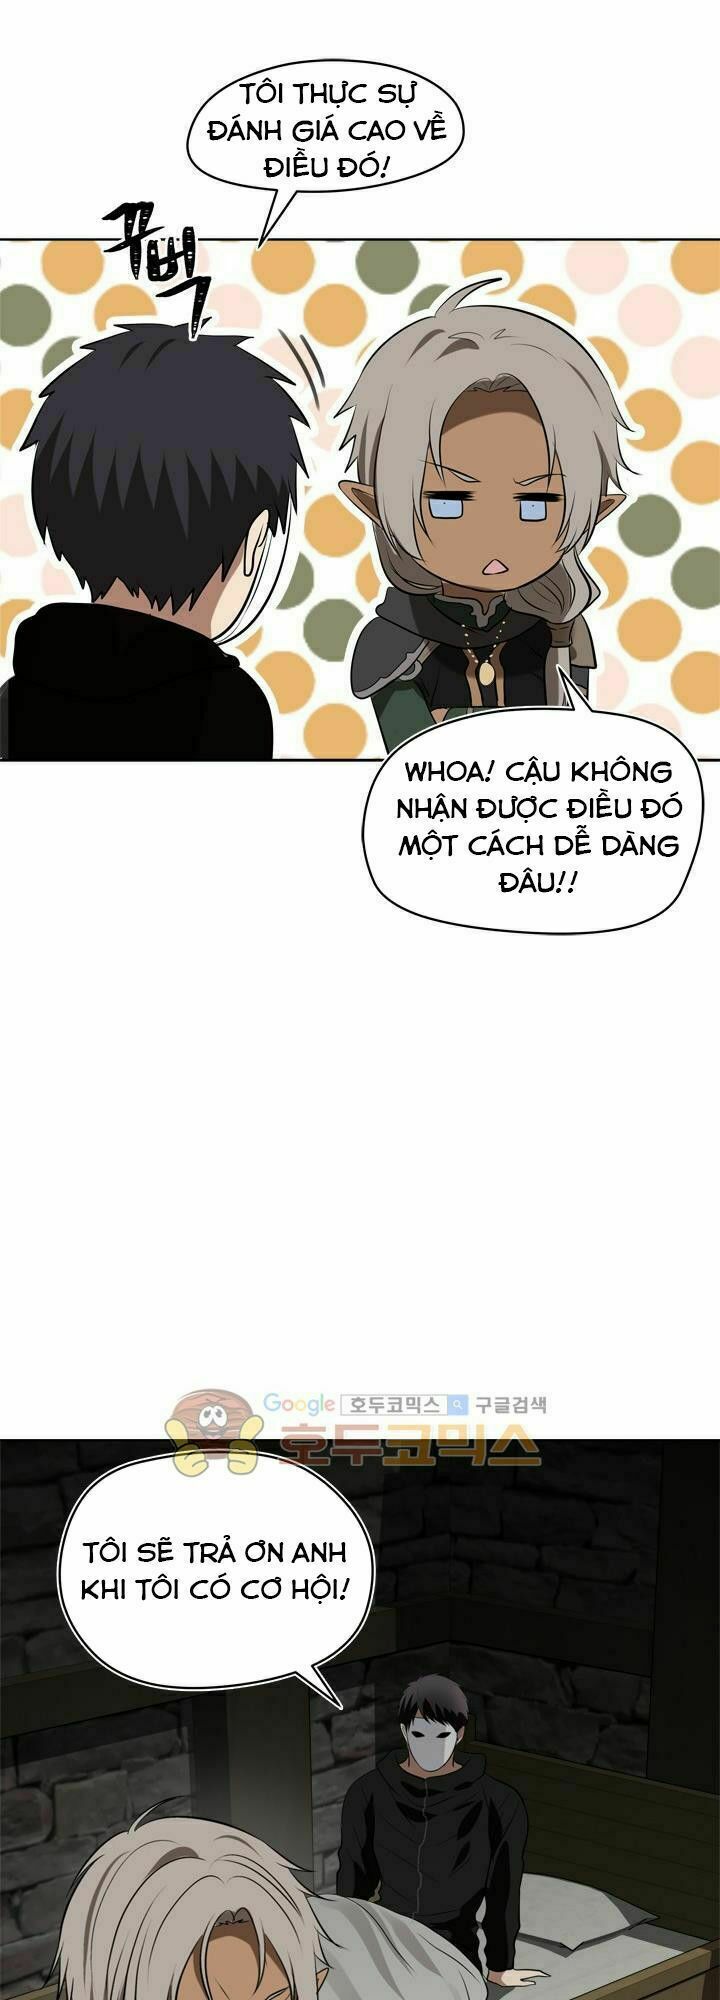 TÔI THỰC SỰ
ĐÁNH GIÁ CAO VỀ
ĐIỀU ĐÓ!
꾸벅
WHOA! CẬU KHÔNG
NHẬN ĐƯỢC ĐIỀU ĐÓ
MỘT CÁCH DỄ DÀNG
ĐÂU!!
Google 호두코믹스 구글검색
호두코믹스
TÔI SẼ TRẢ ƠN ANH
KHI TÔI CÓ CƠ HỘI!